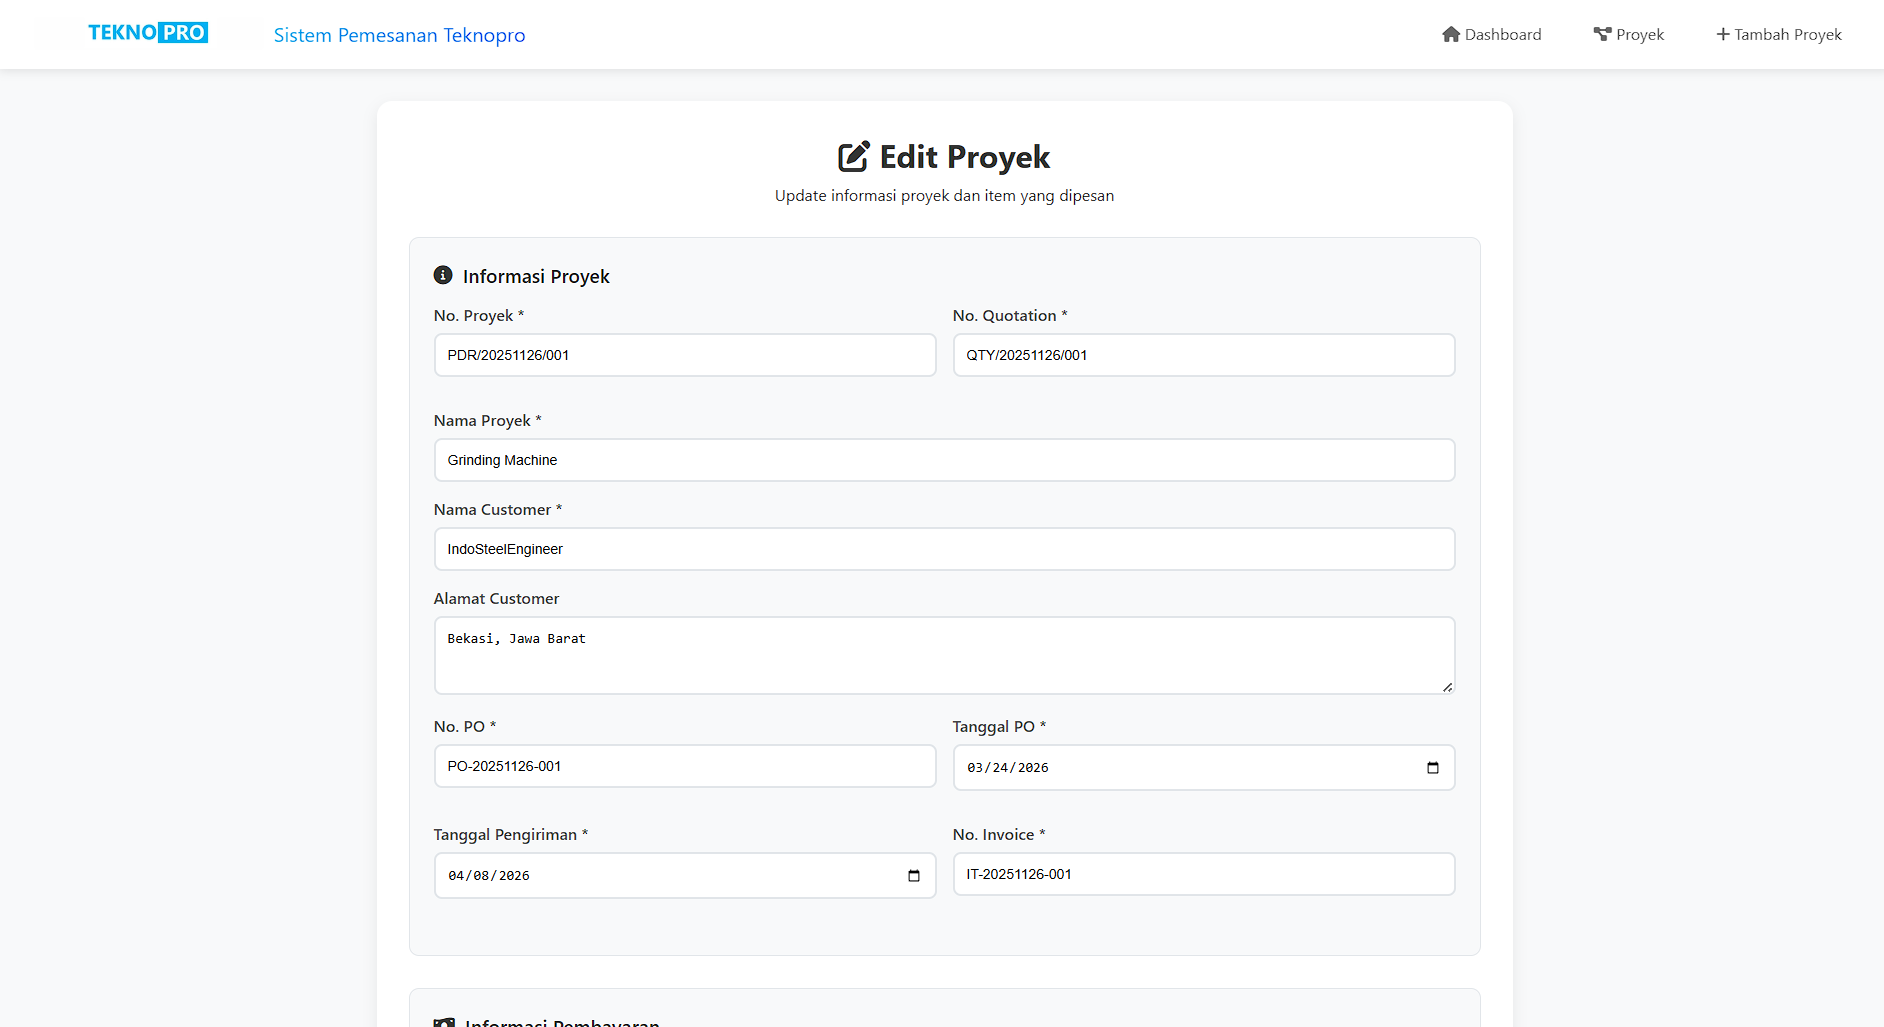 TEKNOPRO Sistem Pemesanan Teknopro Dashboard Proyek Tambah Proyek
Edit Proyek
Update informasi proyek dan item yang dipesan
Informasi Proyek
No. Proyek * No. Quotation *
PDR/20251126/001 QTY/20251126/001
Nama Proyek *
Grinding Machine
Nama Customer *
IndoSteelEngineer
Alamat Customer
Bekasi, Jawa Barat
No. PO * Tanggal PO *
PO-20251126-001 03/24/2026
Tanggal Pengiriman * No. Invoice *
04/08/2026 IT-20251126-001
Informasi Pembayaran